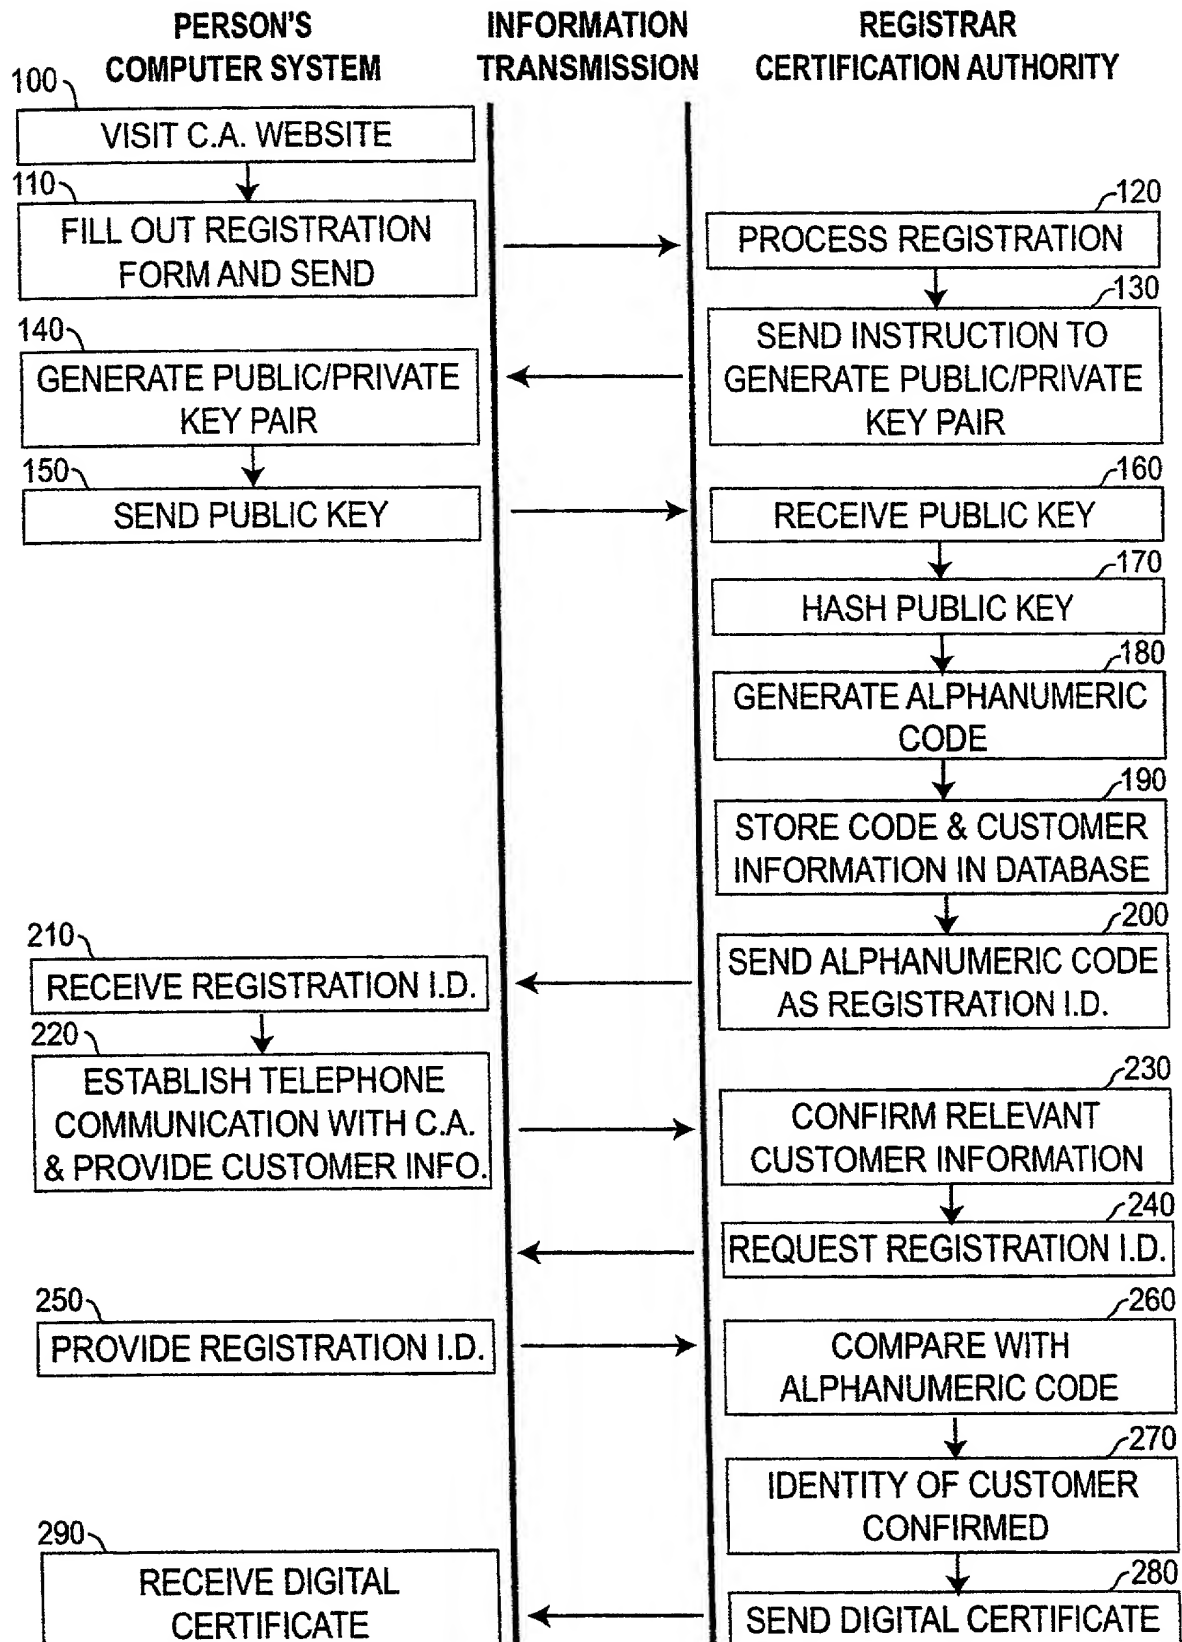 PERSON'S
COMPUTER SYSTEM
INFORMATION
TRANSMISSION
REGISTRAR
CERTIFICATION AUTHORITY
100
VISIT C.A. WEBSITE
110
FILL OUT REGISTRATION
FORM AND SEND
120
PROCESS REGISTRATION
130
SEND INSTRUCTION TO
GENERATE PUBLIC/PRIVATE
KEY PAIR
140
GENERATE PUBLIC/PRIVATE
KEY PAIR
150
SEND PUBLIC KEY
160
RECEIVE PUBLIC KEY
170
HASH PUBLIC KEY
180
GENERATE ALPHANUMERIC
CODE
190
STORE CODE & CUSTOMER
INFORMATION IN DATABASE
200
SEND ALPHANUMERIC CODE
AS REGISTRATION I.D.
210
RECEIVE REGISTRATION I.D.
220
ESTABLISH TELEPHONE
COMMUNICATION WITH C.A.
& PROVIDE CUSTOMER INFO.
230
CONFIRM RELEVANT
CUSTOMER INFORMATION
240
REQUEST REGISTRATION I.D.
250
PROVIDE REGISTRATION I.D.
260
COMPARE WITH
ALPHANUMERIC CODE
270
IDENTITY OF CUSTOMER
CONFIRMED
280
SEND DIGITAL CERTIFICATE
290
RECEIVE DIGITAL
CERTIFICATE